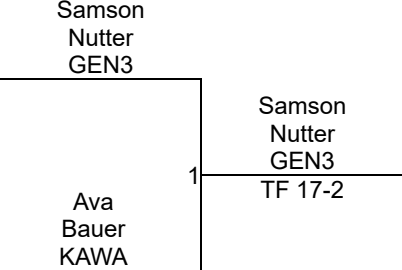 Samson
Nutter
GEN3
Samson
Nutter
GEN3
1
TF 17-2
Ava
Bauer
KAWA